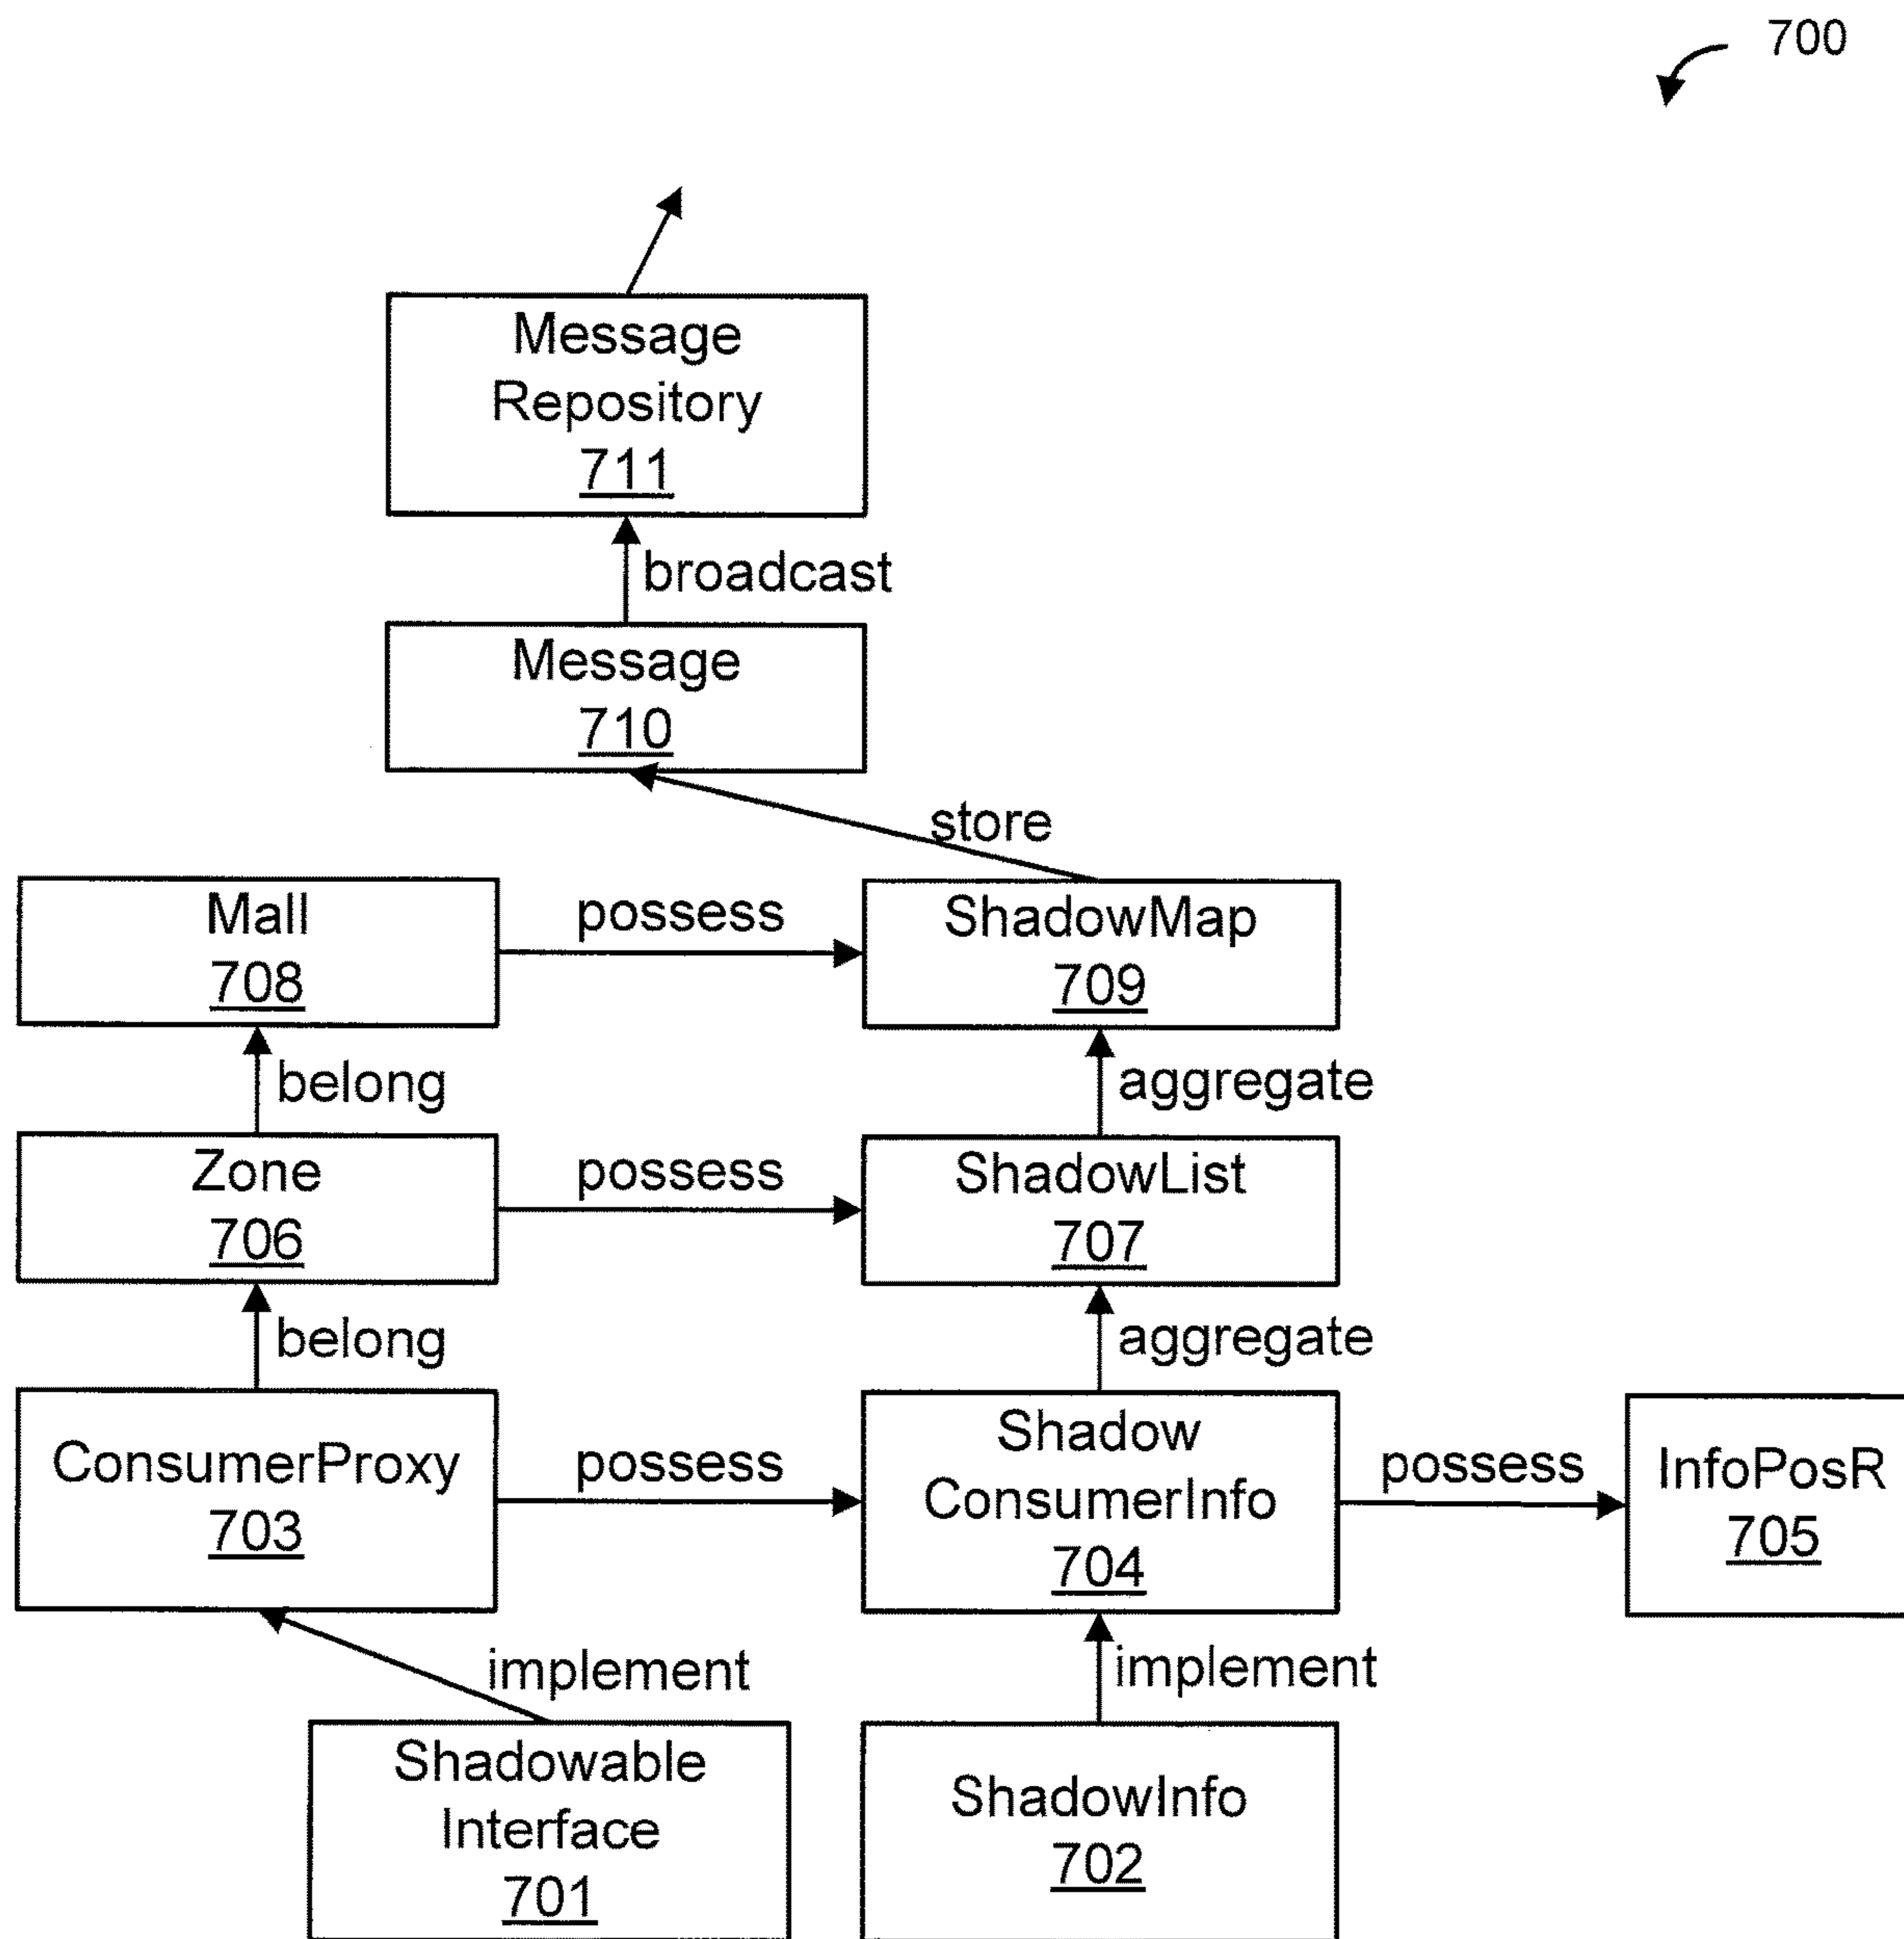 700
Message
Repository
711
broadcast
Message
710
store
Mall
708
possess
ShadowMap
709
belong
aggregate
Zone
706
possess
ShadowList
707
belong
aggregate
ConsumerProxy
703
possess
Shadow
ConsumerInfo
704
possess
InfoPosR
705
implement
implement
Shadowable
Interface
701
ShadowInfo
702